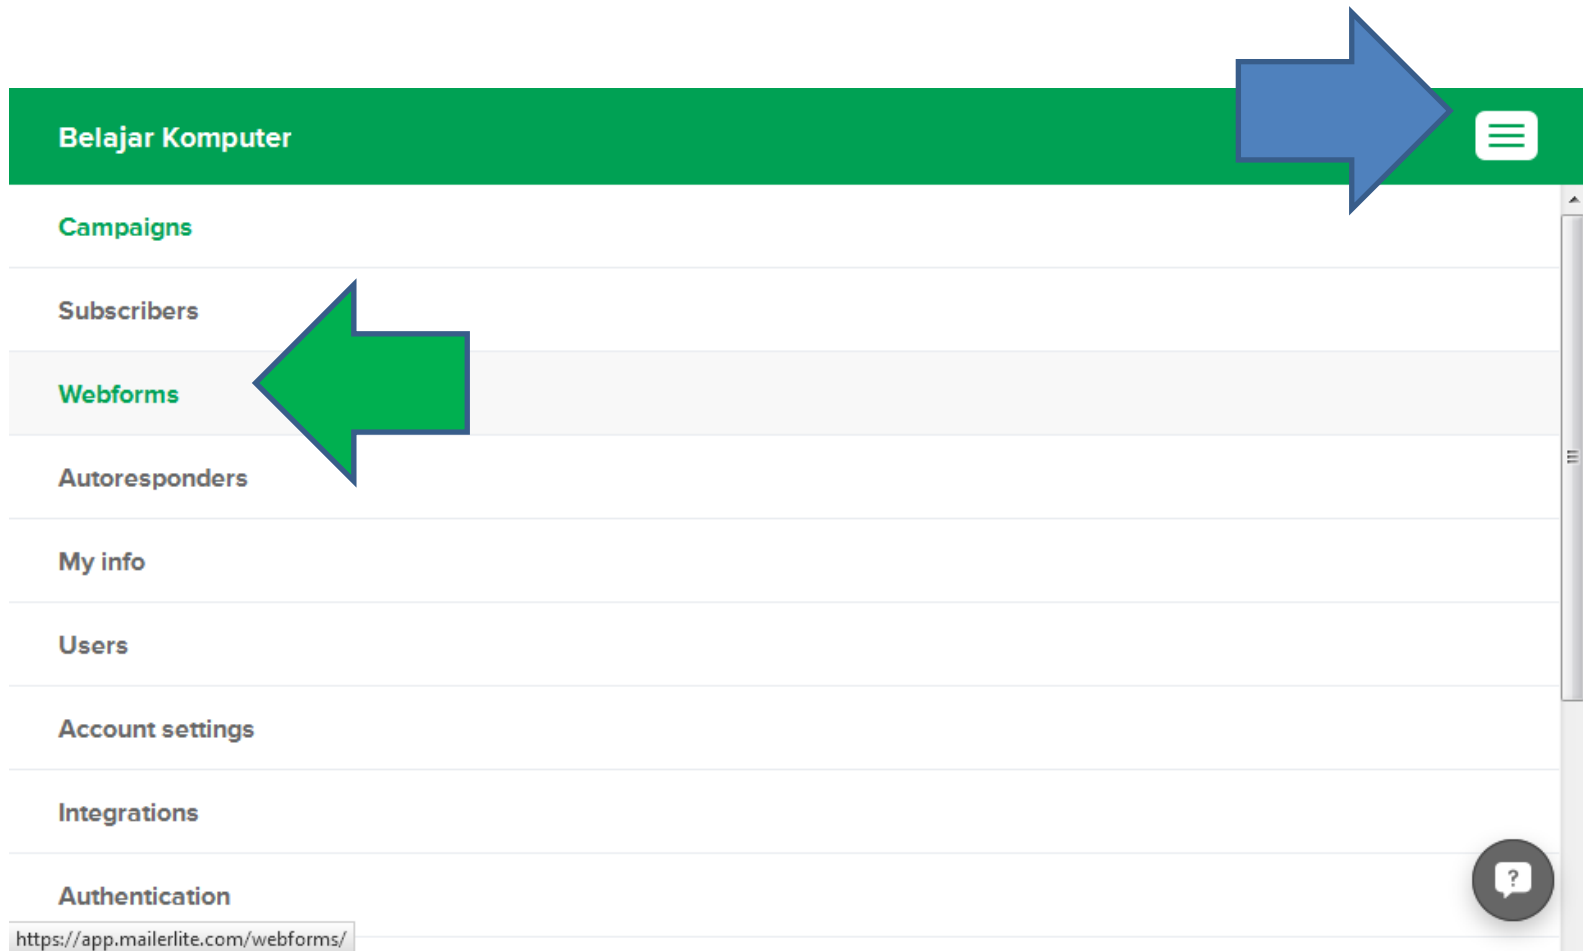 Belajar Komputer
Campaigns
Subscribers
Webforms
Autoresponders
My info
Users
Account settings
Integrations
Authentication
?
https://app.mailerlite.com/webforms/